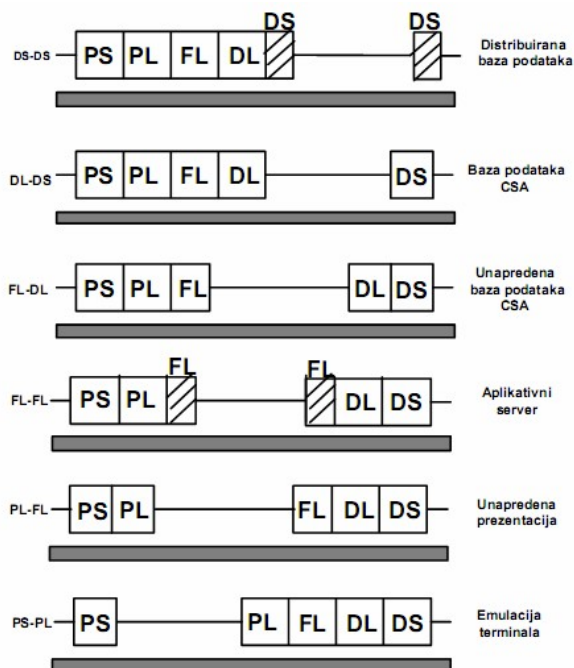 DS DS
DS-DS PS PL FL DL Distribuirana
baza podataka
DL-DS PS PL FL DL DS Baza podataka
CSA
FL-DL PS PL FL DL DS Unapredena
baza podataka
CSA
FL FL
FL-FL PS PL DL DS Aplikativni
server
PL-FL PS PL FL DL DS Unapredena
prezentacija
PS-PL PS PL FL DL DS Emulacija
terminala